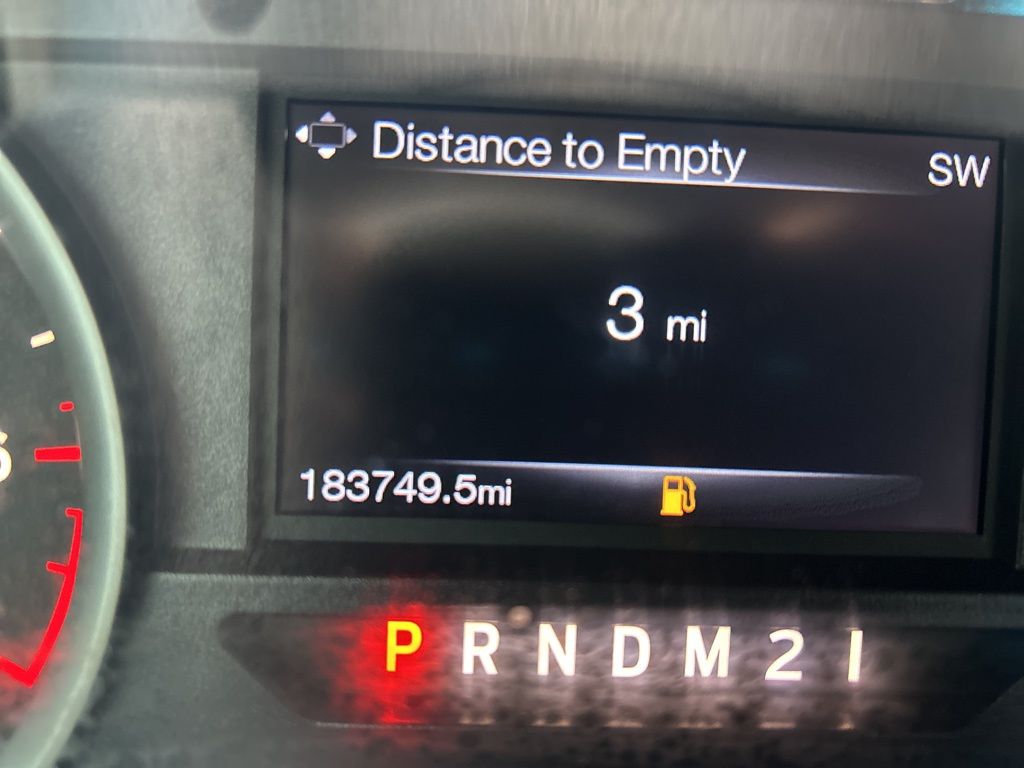 Distance to Empty
SW
3 mi
183749.5mi
P R N D M 2 1